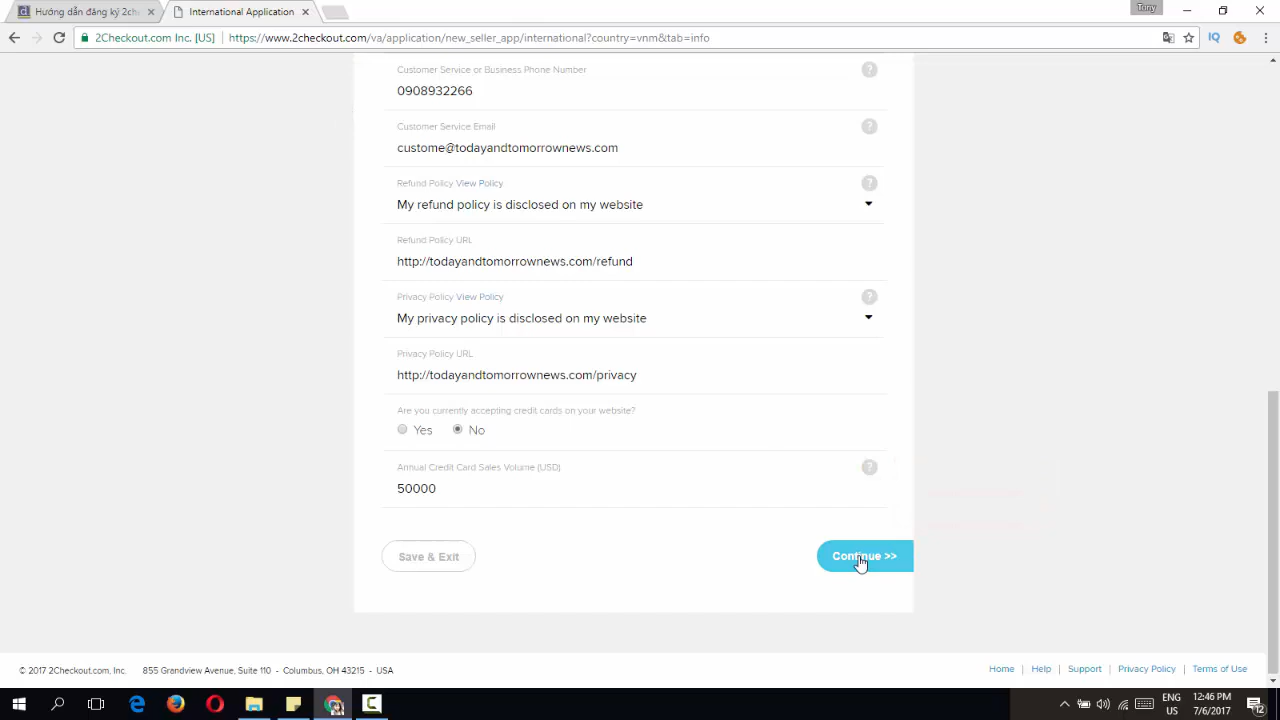 Hướng dẫn đăng ký 2che
International Application
Tony
2Checkout.com Inc. [US]
https://www.2checkout.com/va/application/new_seller_app/international?country=vnm&tab=info
Customer Service or Business Phone Number
0908932266
Customer Service Email
custome@todayandtomorrownews.com
Refund Policy View Policy
My refund policy is disclosed on my website
Refund Policy URL
http://todayandtomorrownews.com/refund
Privacy Policy View Policy
My privacy policy is disclosed on my website
Privacy Policy URL
http://todayandtomorrownews.com/privacy
Are you currently accepting credit cards on your website?
Yes No
Annual Credit Card Sales Volume (USD)
50000
Save & Exit Continue >>
© 2017 2Checkout.com, Inc. 855 Grandview Avenue, Suite 110 - Columbus, OH 43215 - USA
Home | Help | Support | Privacy Policy | Terms of Use
ENG 12:46 PM
US 7/6/2017
12